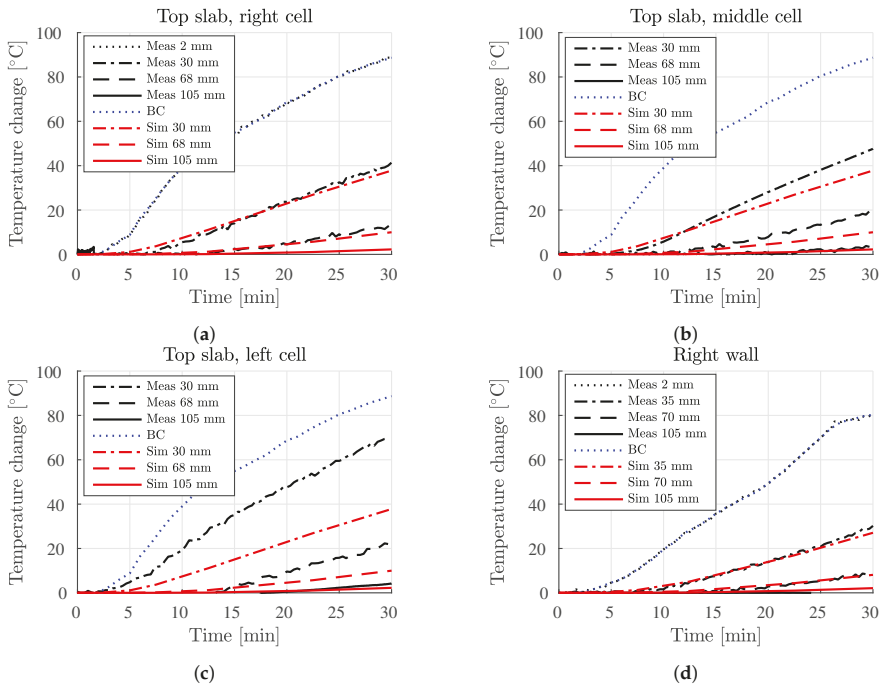 Top slab, right cell
Temperature change [°C]
100
80
60
40
20
0
Meas 2 mm
Meas 30 mm
Meas 68 mm
Meas 105 mm
BC
Sim 30 mm
Sim 68 mm
Sim 105 mm
0 5 10 15 20 25 30
Time [min]
(a)
Top slab, middle cell
Temperature change [°C]
100
80
60
40
20
0
Meas 30 mm
Meas 68 mm
Meas 105 mm
BC
Sim 30 mm
Sim 68 mm
Sim 105 mm
0 5 10 15 20 25 30
Time [min]
(b)
Top slab, left cell
Temperature change [°C]
100
80
60
40
20
0
Meas 30 mm
Meas 68 mm
Meas 105 mm
BC
Sim 30 mm
Sim 68 mm
Sim 105 mm
0 5 10 15 20 25 30
Time [min]
(c)
Right wall
Temperature change [°C]
100
80
60
40
20
0
Meas 2 mm
Meas 35 mm
Meas 70 mm
Meas 105 mm
BC
Sim 35 mm
Sim 70 mm
Sim 105 mm
0 5 10 15 20 25 30
Time [min]
(d)